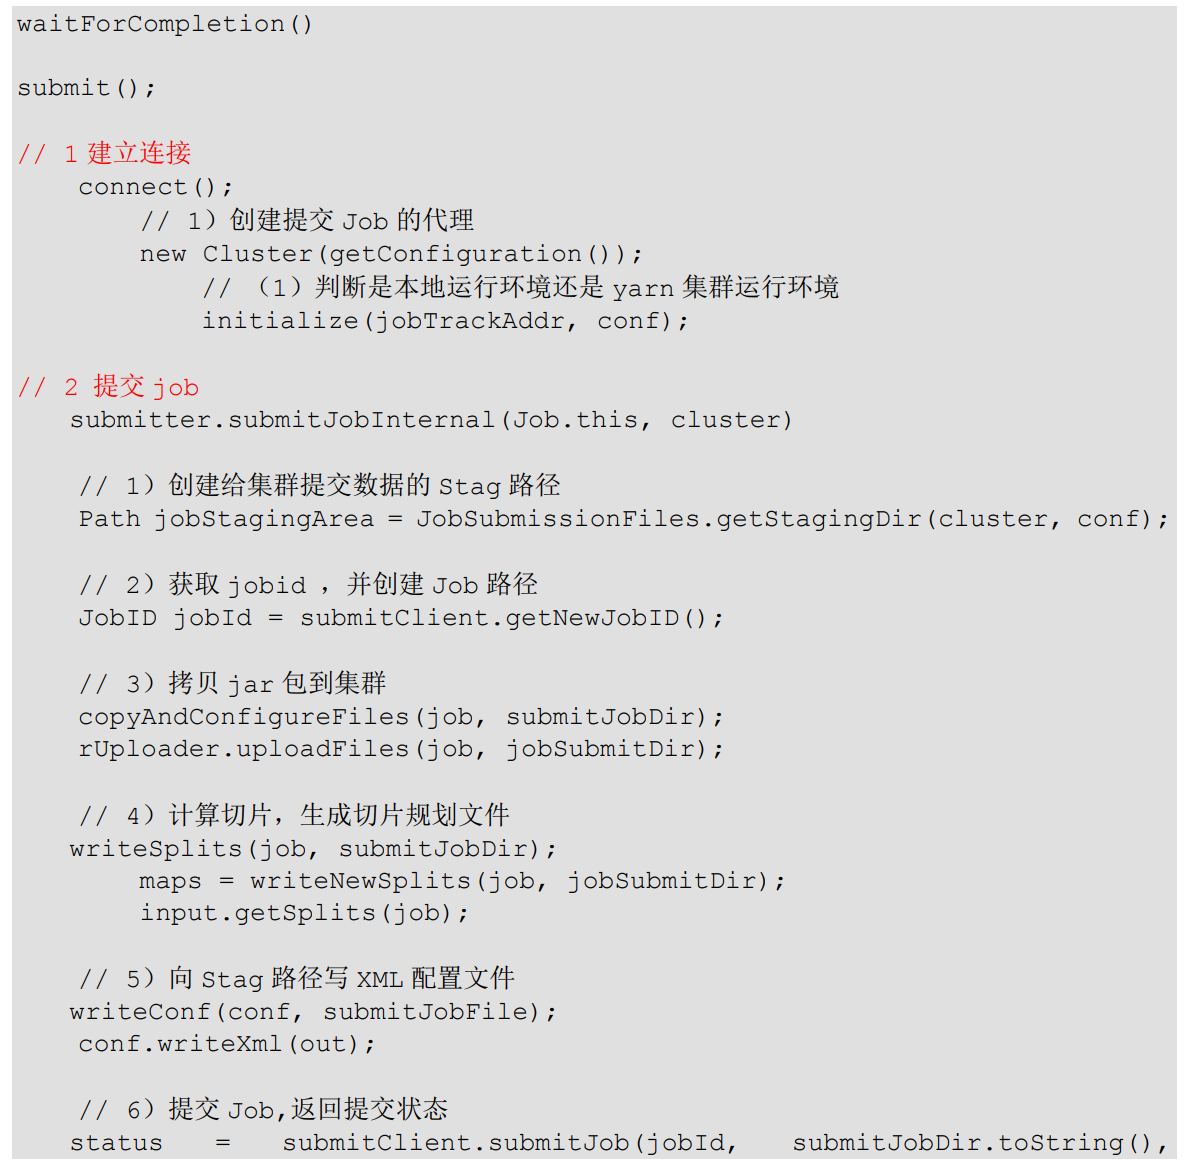 waitForCompletion()
submit();
// 1 建立连接
connect();
// 1）创建提交 Job 的代理
new Cluster(getConfiguration());
// （1）判断是本地运行环境还是 yarn 集群运行环境
initialize(jobTrackAddr, conf);
// 2 提交 job
submitter.submitJobInternal(Job.this, cluster)
// 1）创建给集群提交数据的 Stag 路径
Path jobStagingArea = JobSubmissionFiles.getStagingDir(cluster, conf);
// 2）获取 jobid ，并创建 Job 路径
JobID jobId = submitClient.getNewJobID();
// 3）拷贝 jar 包到集群
copyAndConfigureFiles(job, submitJobDir);
rUploader.uploadFiles(job, jobSubmitDir);
// 4）计算切片，生成切片规划文件
writeSplits(job, submitJobDir);
maps = writeNewSplits(job, jobSubmitDir);
input.getSplits(job);
// 5）向 Stag 路径写 XML 配置文件
writeConf(conf, submitJobFile);
conf.writeXml(out);
// 6）提交 Job,返回提交状态
status = submitClient.submitJob(jobId, submitJobDir.toString(),